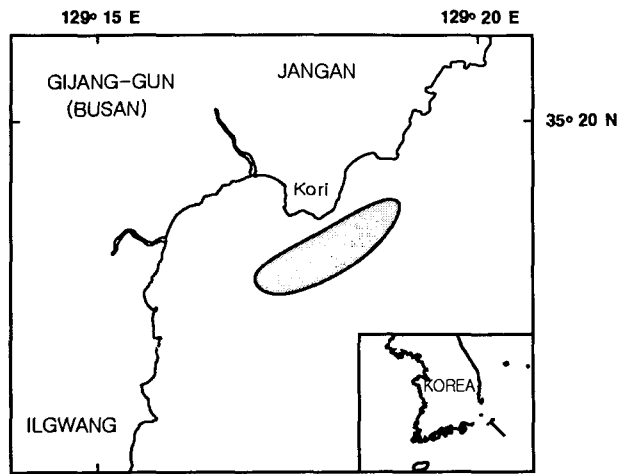 129° 15 E
129° 20 E
JANGAN
GIJANG-GUN
(BUSAN)
35° 20 N
Kori
KOREA
ILGWANG